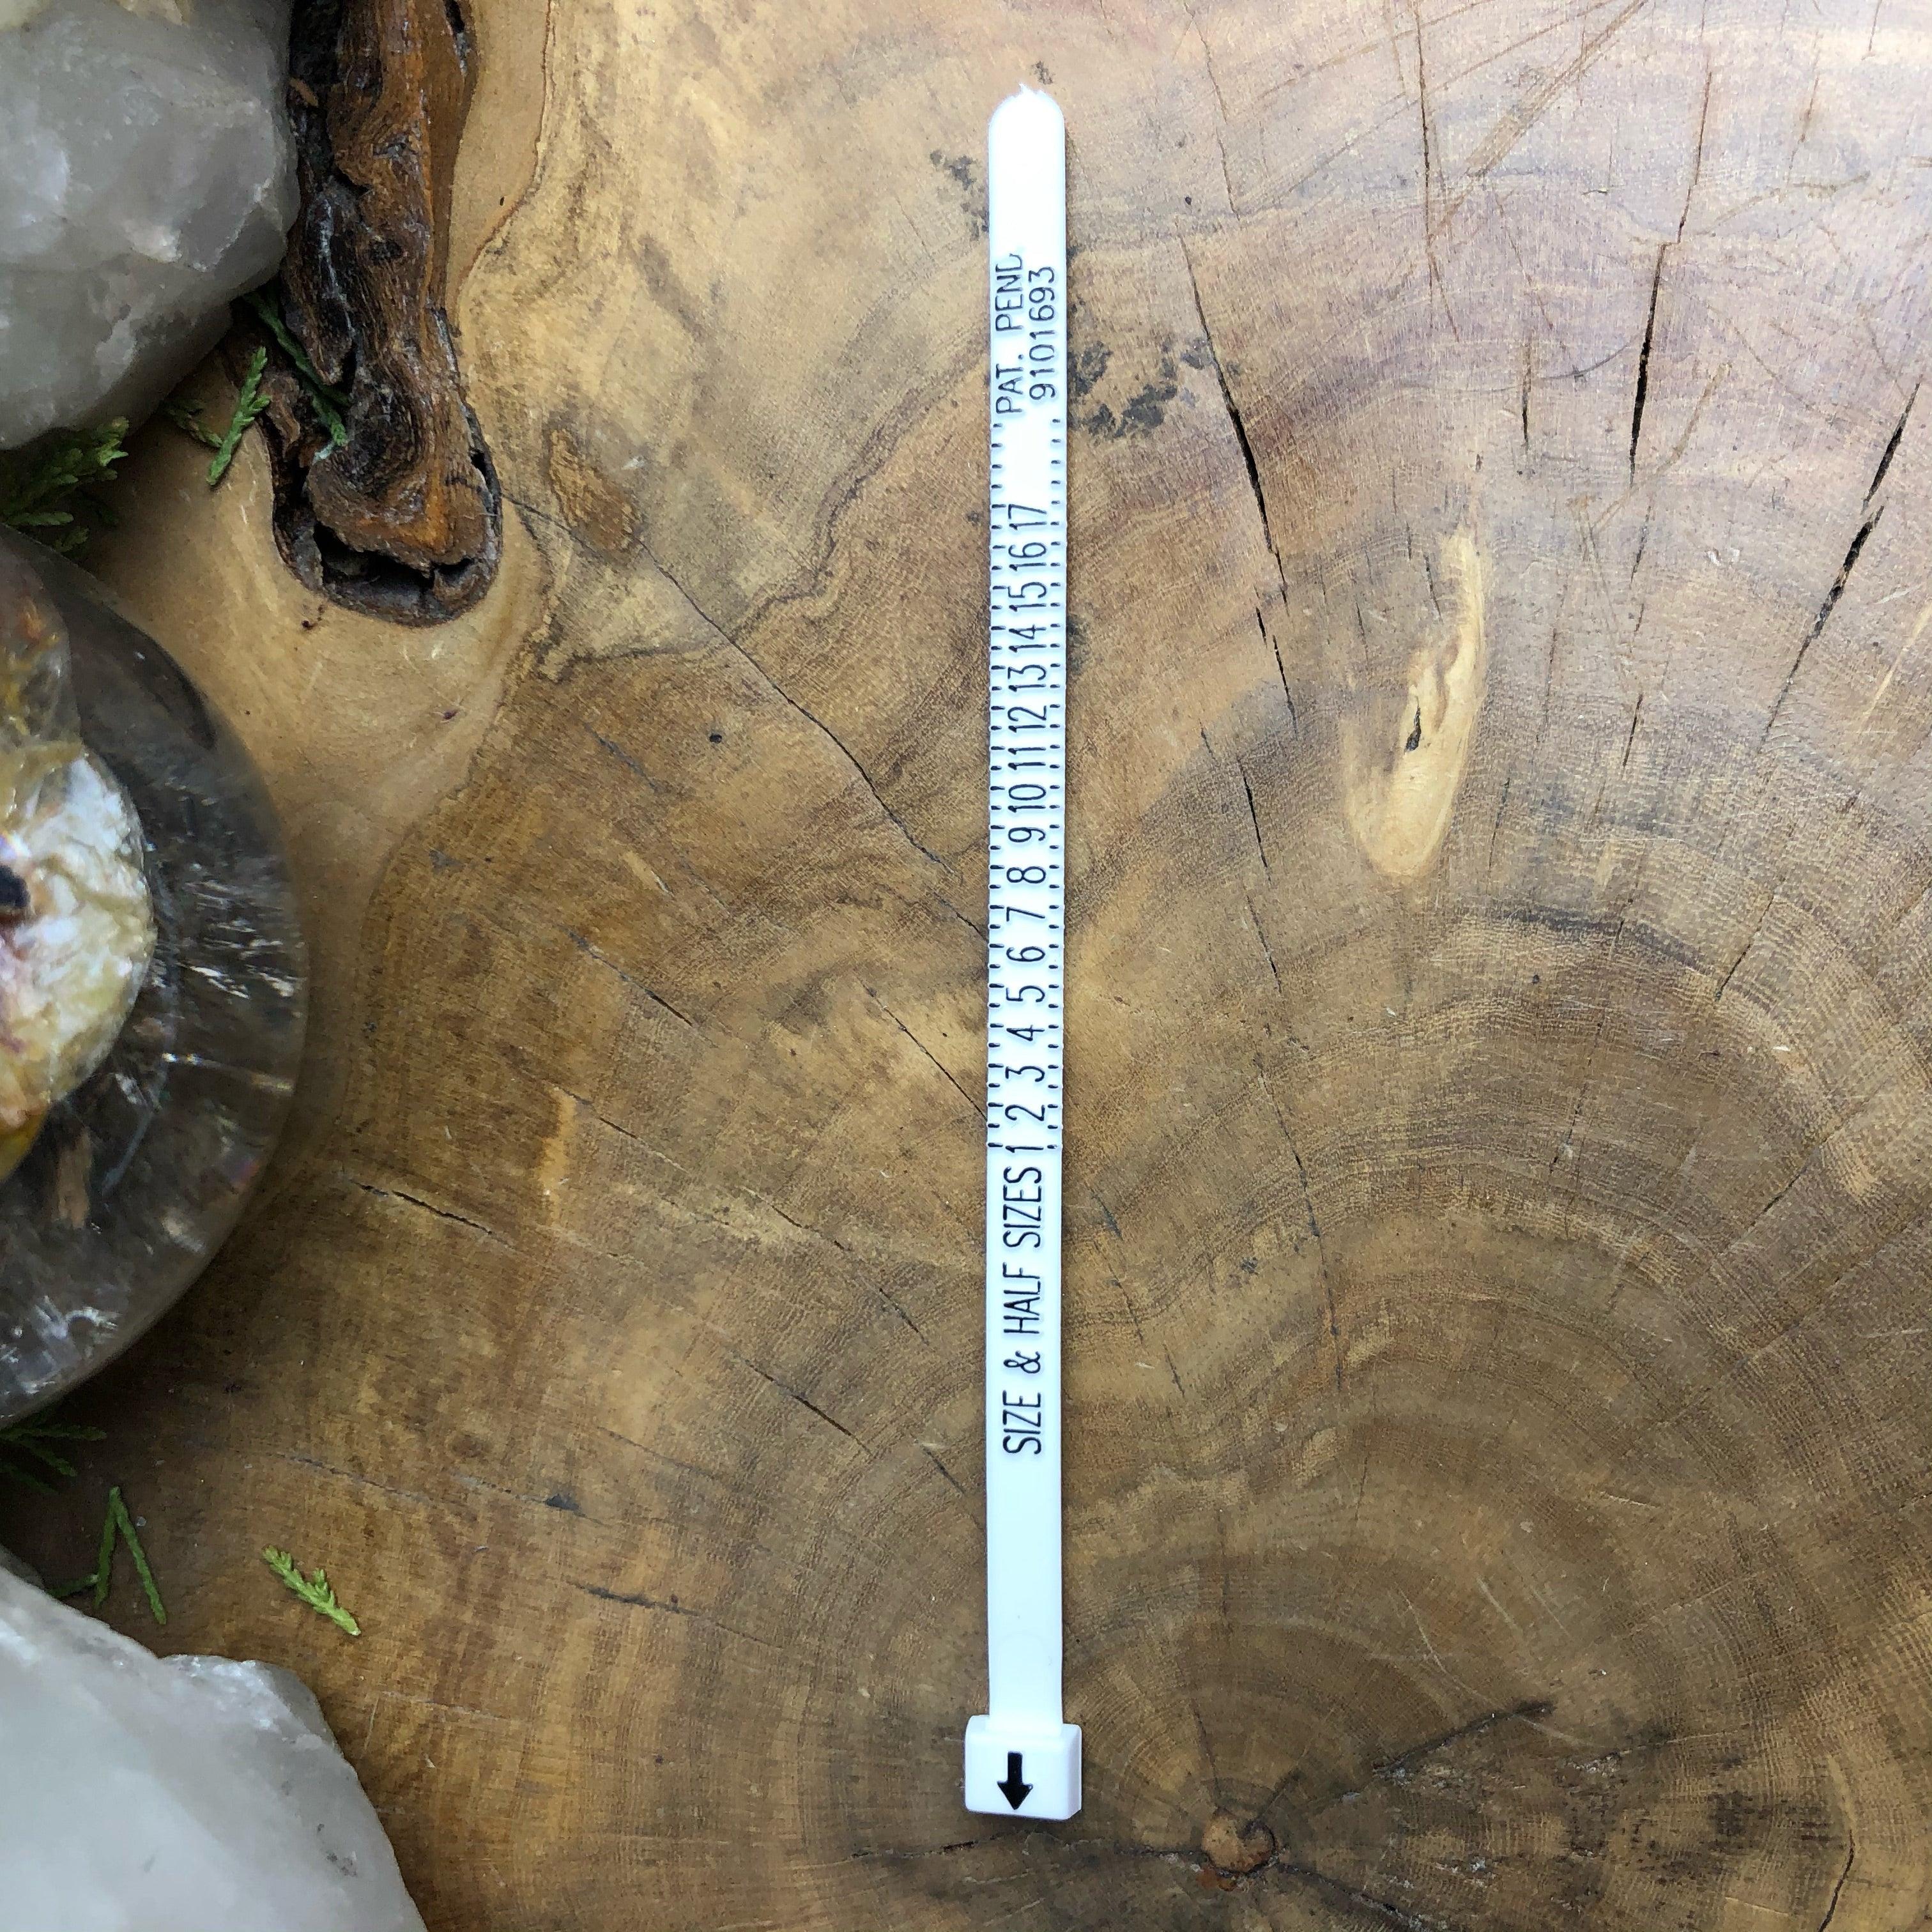 SIZE & HALF SIZES 1 2 3 4 5 6 7 8 9 10 11 12 13 14 15 16 17
PAT. PEND
9101693